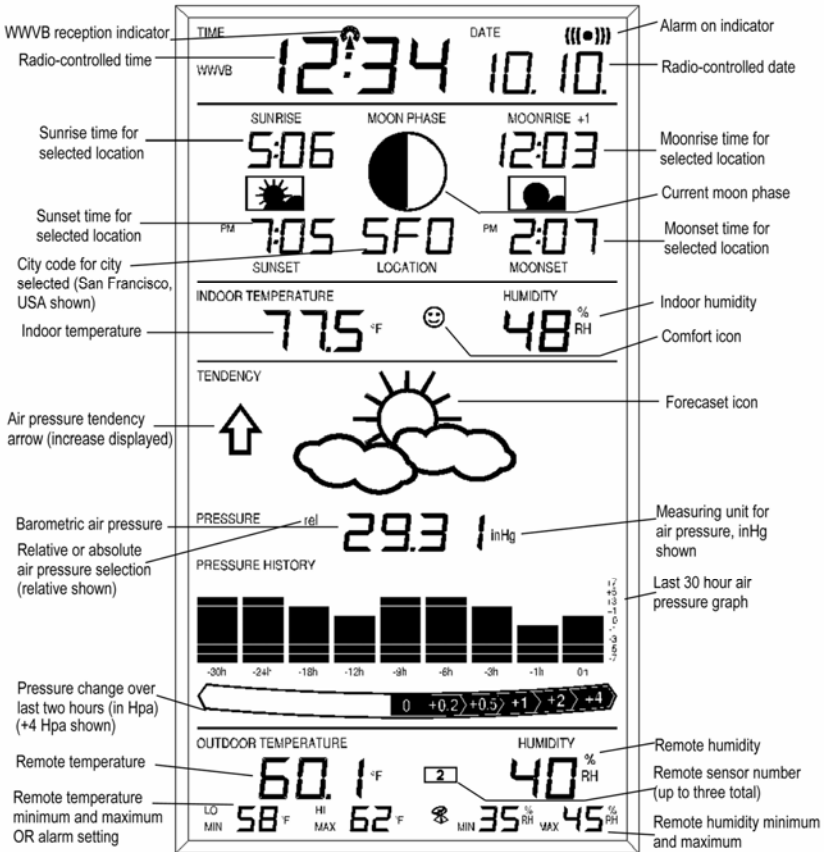 WWVB reception indicator
Radio-controlled time
TIME
WWVB
12:34
DATE
10. 10.
Alarm on indicator
Radio-controlled date
Sunrise time for
selected location
SUNRISE
5:06
MOON PHASE
MOONRISE +1
12:03
Moonrise time for
selected location
Current moon phase
Sunset time for
selected location
PM 7:05
SUNSET
SFO
LOCATION
PM 2:07
MOONSET
Moonset time for
selected location
City code for city
selected (San Francisco,
USA shown)
INDOOR TEMPERATURE
77.5 °F
HUMIDITY
48 % RH
Indoor humidity
Indoor temperature
Comfort icon
TENDENCY
Forecaset icon
Air pressure tendency
arrow (increase displayed)
Barometric air pressure
PRESSURE rel 29.31 inHg
Measuring unit for
air pressure, inHg
shown
Relative or absolute
air pressure selection
(relative shown)
PRESSURE HISTORY
+7
+5
+3
+1
0
-1
-3
-5
-7
Last 30 hour air
pressure graph
-30h -24h -18h -12h -9h -6h -3h -1h 0h
Pressure change over
last two hours (in Hpa)
(+4 Hpa shown)
0 +0.2 +0.5 +1 +2 +4
OUTDOOR TEMPERATURE
60.1 °F
HUMIDITY
40 % RH
Remote humidity
Remote temperature
2
Remote sensor number
(up to three total)
Remote temperature
minimum and maximum
OR alarm setting
LO MIN 58 °F HI MAX 62 °F
MIN 35 % RH MAX 45 % RH
Remote humidity minimum
and maximum